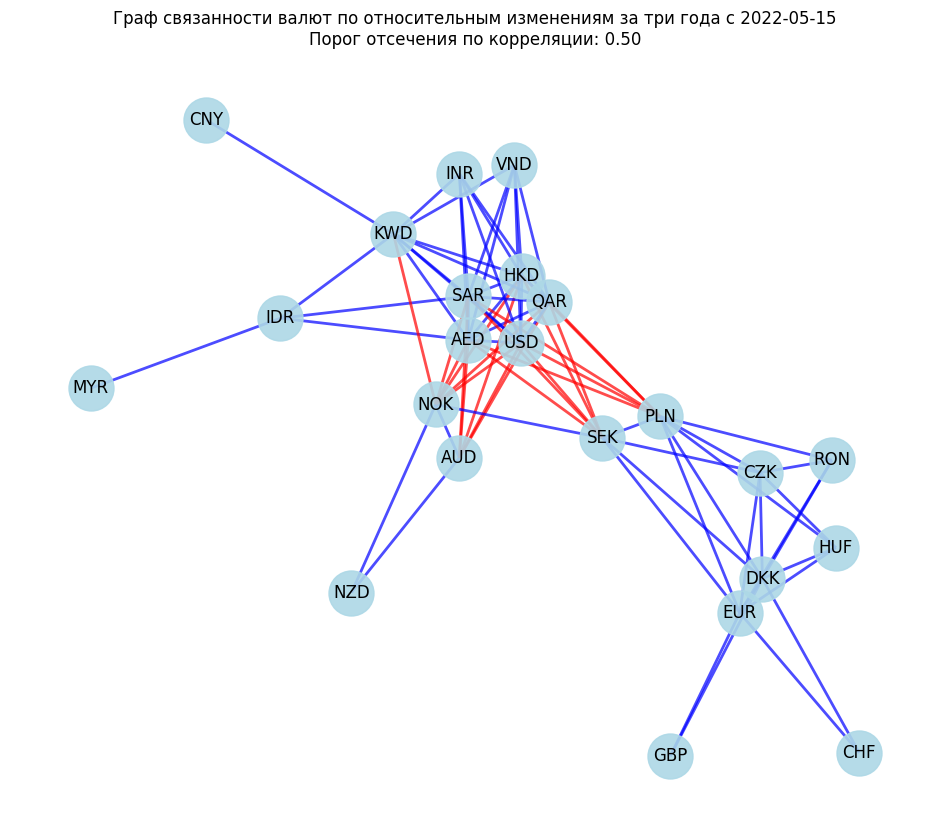 Граф связанности валют по относительным изменениям за три года с 2022-05-15
Порог отсечения по корреляции: 0.50
CNY
VND
INR
KWD
HKD
SAR
QAR
IDR
AED
USD
MYR
NOK
PLN
SEK
AUD
RON
CZK
HUF
DKK
NZD
EUR
CHF
GBP